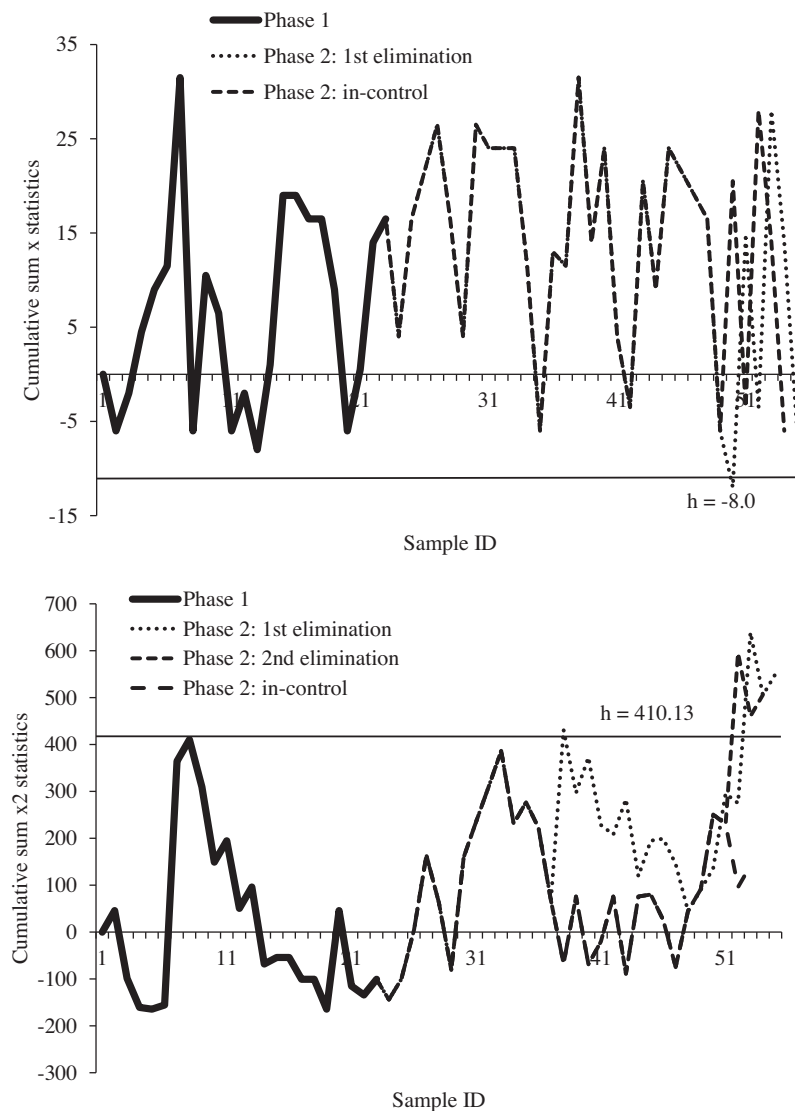 Phase 1
Phase 2: 1st elimination
Phase 2: in-control
35
25
15
5
-5
-15
Cumulative sum x statistics
1
11
21
31
41
51
h = -8.0
Sample ID
Phase 1
Phase 2: 1st elimination
Phase 2: 2nd elimination
Phase 2: in-control
700
600
500
400
300
200
100
0
-100
-200
-300
Cumulative sum x2 statistics
h = 410.13
1
11
21
31
41
51
Sample ID